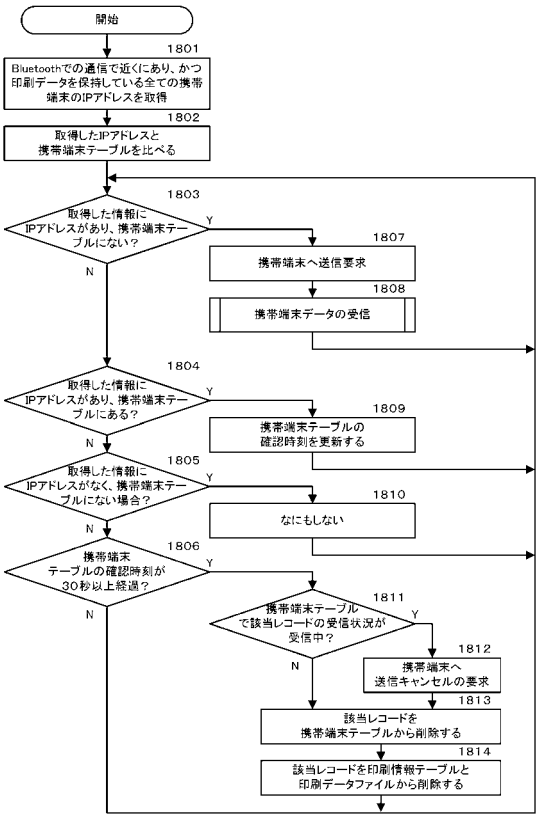 開始
1801
Bluetoothでの通信で近くにあり、かつ
印刷データを保持している全ての携帯
端末のIPアドレスを取得
1802
取得したIPアドレスと
携帯端末テーブルを比べる
1803
取得した情報に
IPアドレスがあり、携帯端末テー
ブルにない？
Y
N
1807
携帯端末へ送信要求
1808
携帯端末データの受信
1804
取得した情報に
IPアドレスがあり、携帯端末テー
ブルにある？
Y
N
1809
携帯端末テーブルの
確認時刻を更新する
1805
取得した情報に
IPアドレスがなく、携帯端末テー
ブルにない場合？
Y
N
1810
なにもしない
1806
携帯端末
テーブルの確認時刻が
30秒以上経過？
Y
N
1811
携帯端末テーブル
で該当レコードの受信状況が
受信中？
Y
N
1812
携帯端末へ
送信キャンセルの要求
1813
該当レコードを
携帯端末テーブルから削除する
1814
該当レコードを印刷情報テーブルと
印刷データファイルから削除する